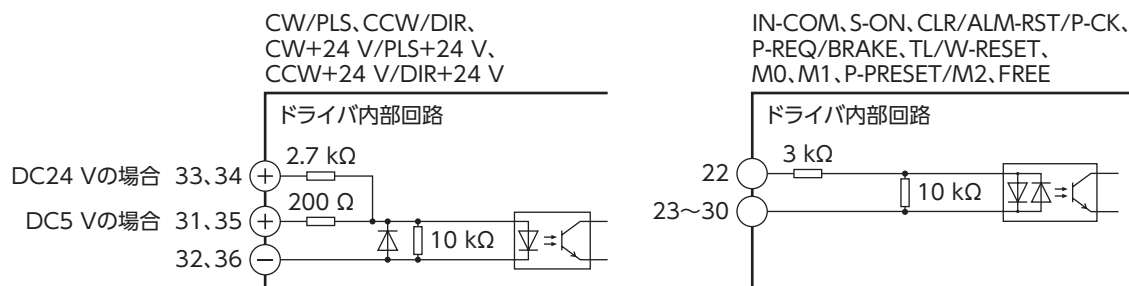 CW/PLS、CCW/DIR、
CW+24 V/PLS+24 V、
CCW+24 V/DIR+24 V
ドライバ内部回路
DC24 Vの場合 33、34
2.7 kΩ
DC5 Vの場合 31、35
200 Ω
10 kΩ
32、36
IN-COM、S-ON、CLR/ALM-RST/P-CK、
P-REQ/BRAKE、TL/W-RESET、
M0、M1、P-PRESET/M2、FREE
ドライバ内部回路
22
3 kΩ
10 kΩ
23～30